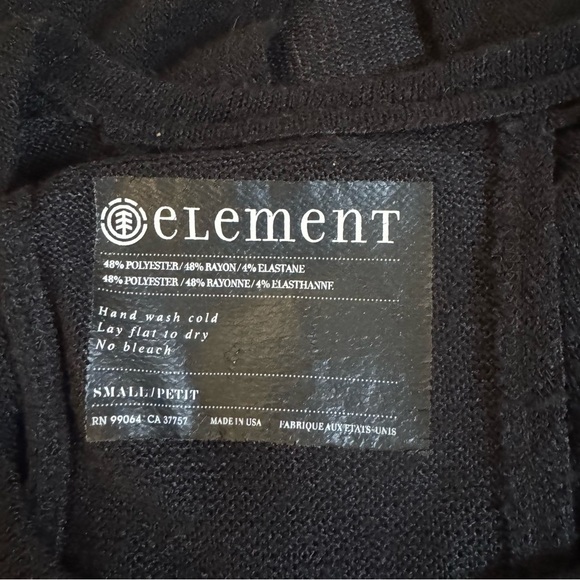 eLement
48% POLYESTER/48% RAYON/4% ELASTANE
48% POLYESTER/48% RAYONNE/4% ELASTHANNE
Hand wash cold
Lay flat to dry
No bleach
SMALL/PETIT
RN 99064 CA 37757 MADE IN USA FABRIQUE AUX ETATS-UNIS